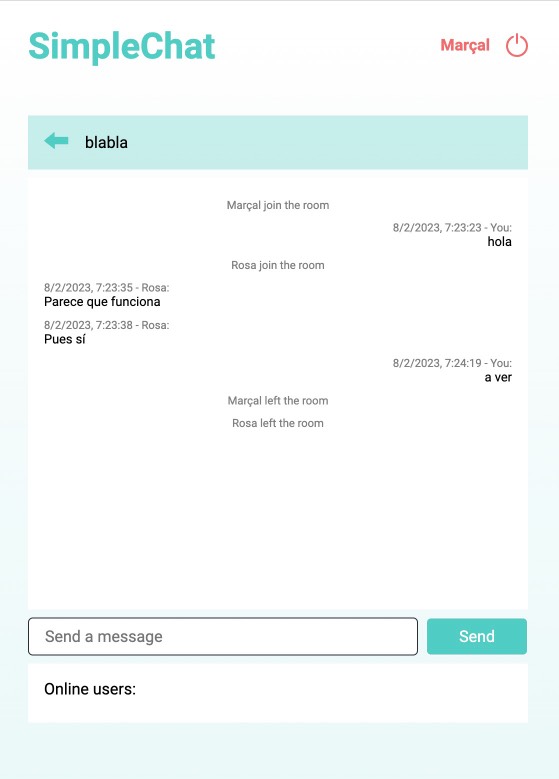 SimpleChat
Marçal
blabla
Marçal join the room
8/2/2023, 7:23:23 - You:
hola
Rosa join the room
8/2/2023, 7:23:35 - Rosa:
Parece que funciona
8/2/2023, 7:23:38 - Rosa:
Pues sí
8/2/2023, 7:24:19 - You:
a ver
Marçal left the room
Rosa left the room
Send a message
Send
Online users: